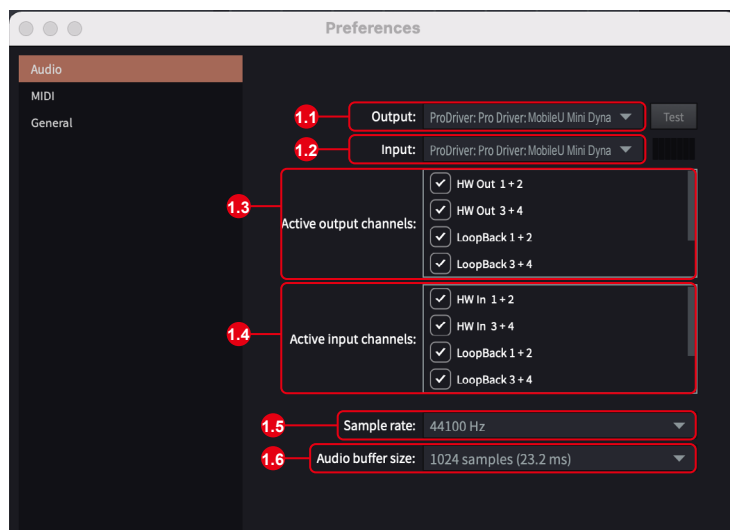 Preferences
Audio
MIDI
General
1.1 Output: ProDriver: Pro Driver: MobileU Mini Dyna Test
1.2 Input: ProDriver: Pro Driver: MobileU Mini Dyna
1.3 Active output channels:
HW Out 1 + 2
HW Out 3 + 4
LoopBack 1 + 2
LoopBack 3 + 4
1.4 Active input channels:
HW In 1 + 2
HW In 3 + 4
LoopBack 1 + 2
LoopBack 3 + 4
1.5 Sample rate: 44100 Hz
1.6 Audio buffer size: 1024 samples (23.2 ms)